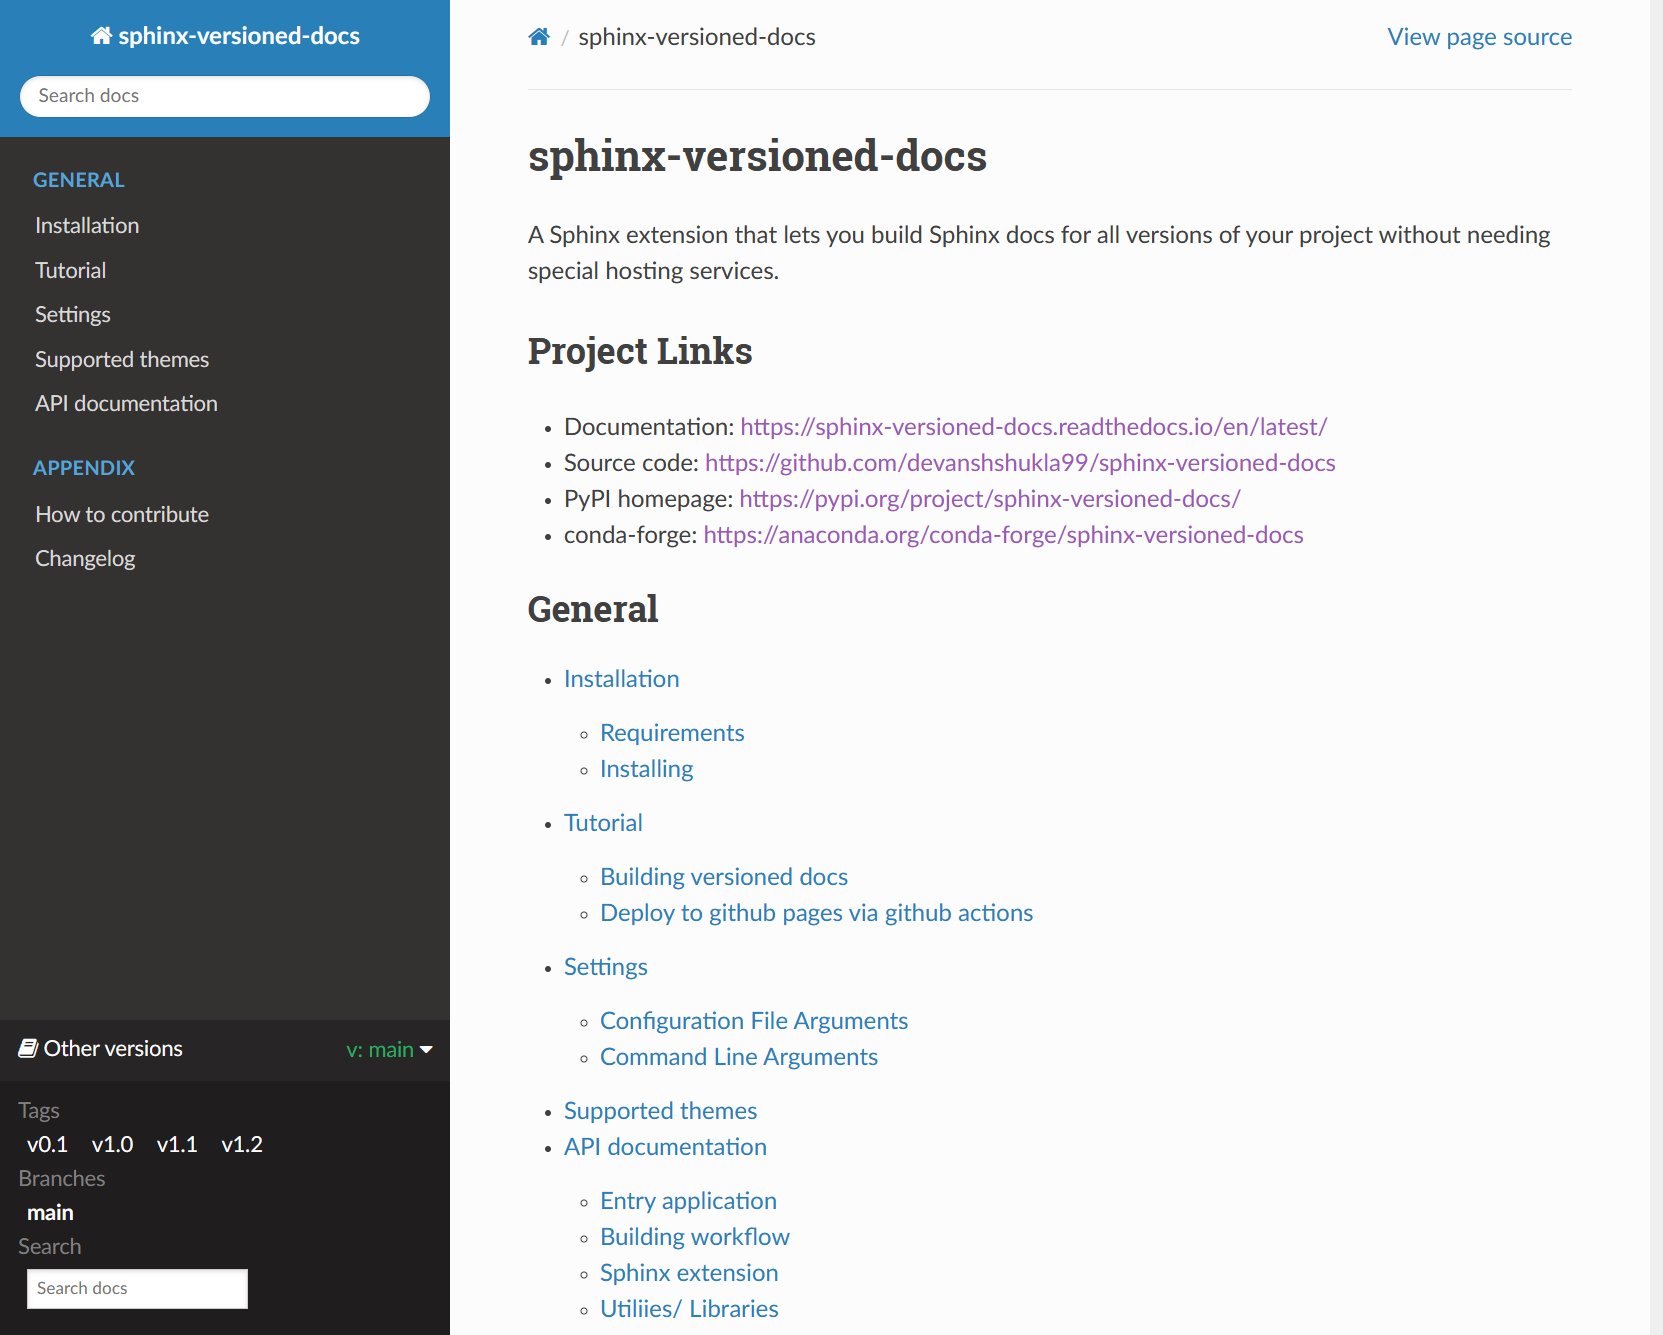 sphinx-versioned-docs
Search docs
GENERAL
Installation
Tutorial
Settings
Supported themes
API documentation
APPENDIX
How to contribute
Changelog
Other versions v: main
Tags
v0.1 v1.0 v1.1 v1.2
Branches
main
Search
Search docs
/ sphinx-versioned-docs View page source
sphinx-versioned-docs
A Sphinx extension that lets you build Sphinx docs for all versions of your project without needing
special hosting services.
Project Links
• Documentation: https://sphinx-versioned-docs.readthedocs.io/en/latest/
• Source code: https://github.com/devanshshukla99/sphinx-versioned-docs
• PyPI homepage: https://pypi.org/project/sphinx-versioned-docs/
• conda-forge: https://anaconda.org/conda-forge/sphinx-versioned-docs
General
• Installation
◦ Requirements
◦ Installing
• Tutorial
◦ Building versioned docs
◦ Deploy to github pages via github actions
• Settings
◦ Configuration File Arguments
◦ Command Line Arguments
• Supported themes
• API documentation
◦ Entry application
◦ Building workflow
◦ Sphinx extension
◦ Utiliies/ Libraries